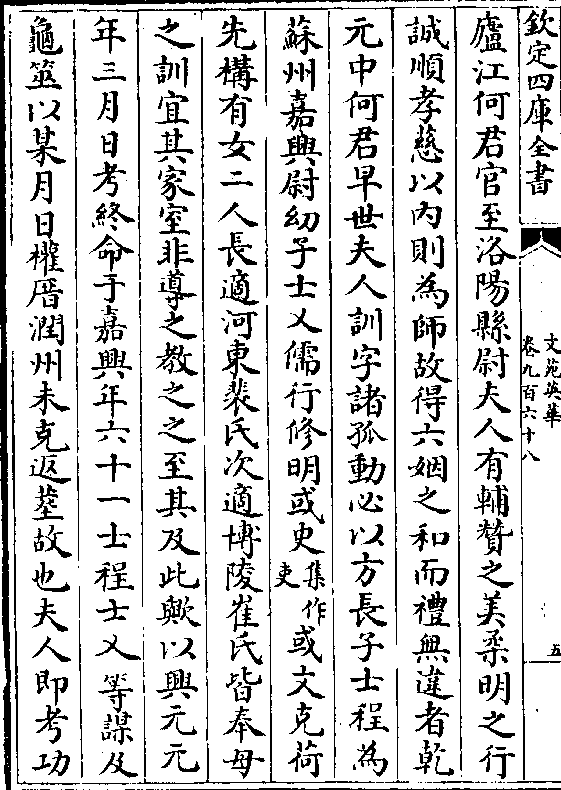 欽定四庫全書
文苑英華
卷九百六十八
五
廬江何君官至洛陽縣尉夫人有輔贊之美柔明之行
誠順孝慈以內則為師故得六姻之和而禮無違者乾
元中何君早世夫人訓字諸孤動必以方長子士程為
蘇州嘉興尉幼子士乂儒行修明或史集作吏或文克荷
先構有女二人長適河東裴氏次適博陵崔氏皆奉母
之訓宜其家室非導之教之之至其及此歟以興元元
年三月日考終命于嘉興年六十一士程士乂等謀及
龜筮以某月日權厝潤州未克返塟故也夫人即考功